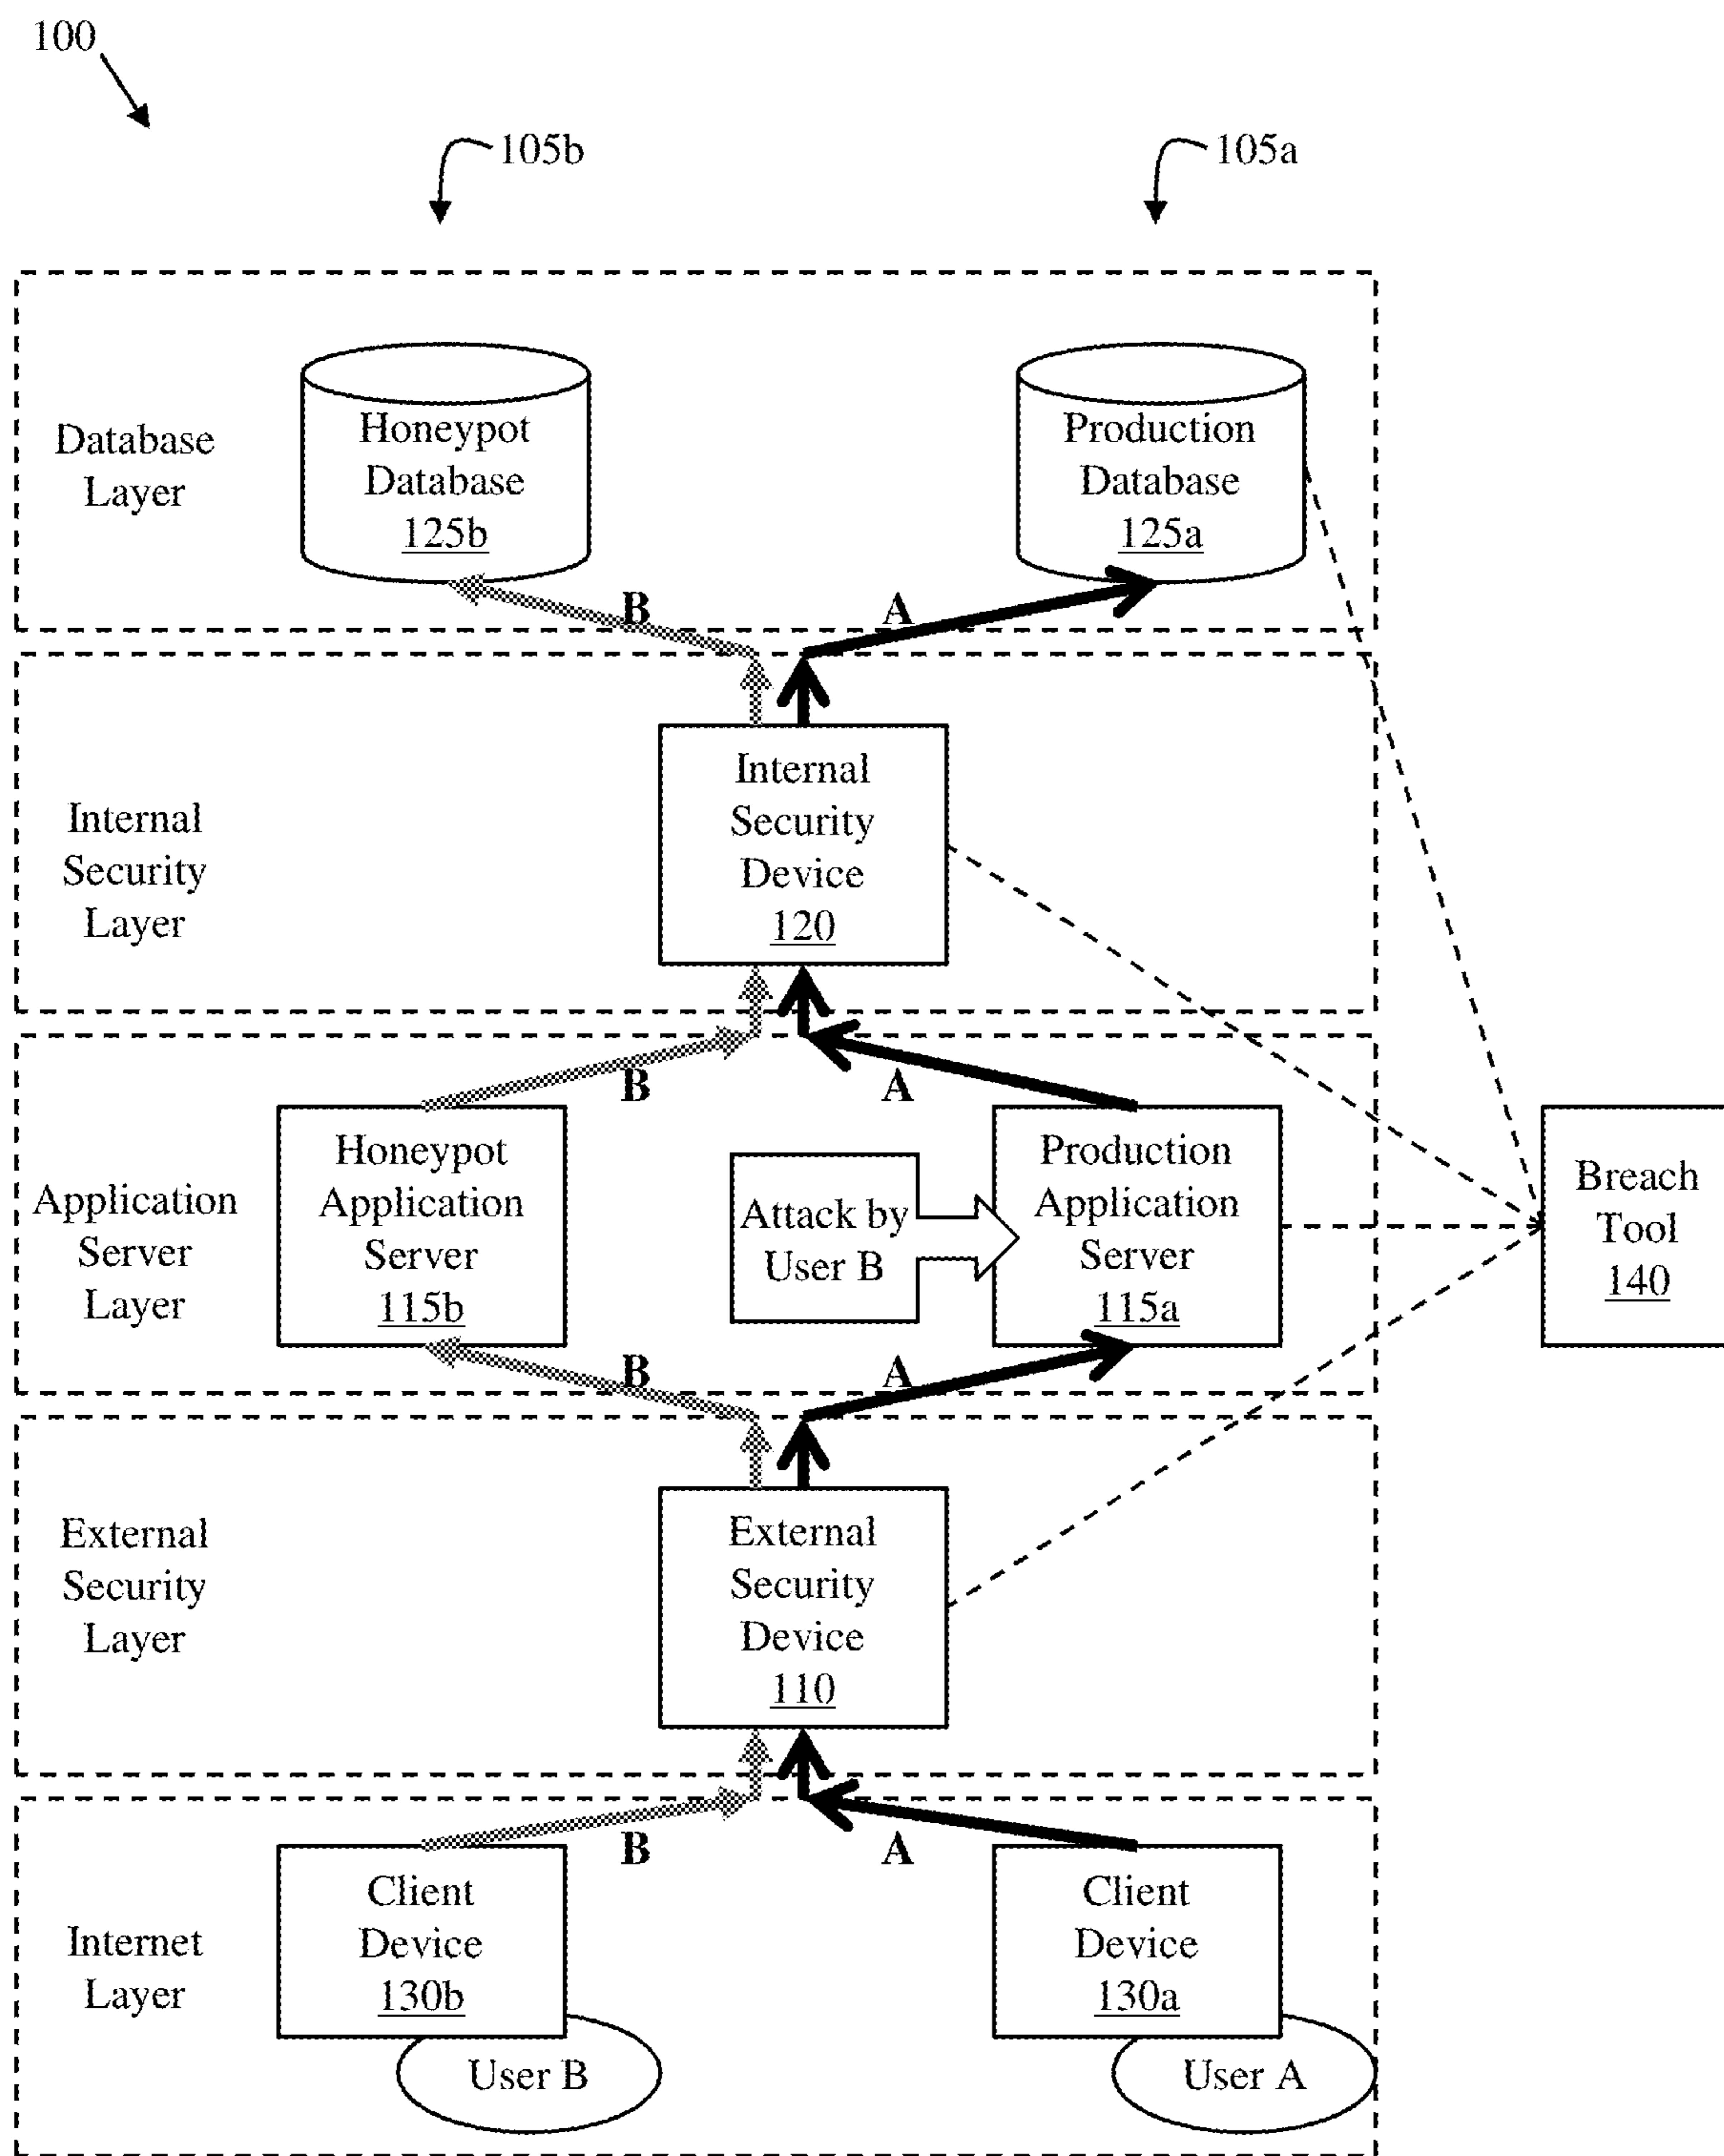 100
105b
105a
Database
Layer
Honeypot
Database
125b
Production
Database
125a
B
A
Internal
Security
Layer
Internal
Security
Device
120
B
A
Application
Server
Layer
Honeypot
Application
Server
115b
Attack by
User B
Production
Application
Server
115a
Breach
Tool
140
B
A
External
Security
Layer
External
Security
Device
110
B
A
Internet
Layer
Client
Device
130b
User B
Client
Device
130a
User A